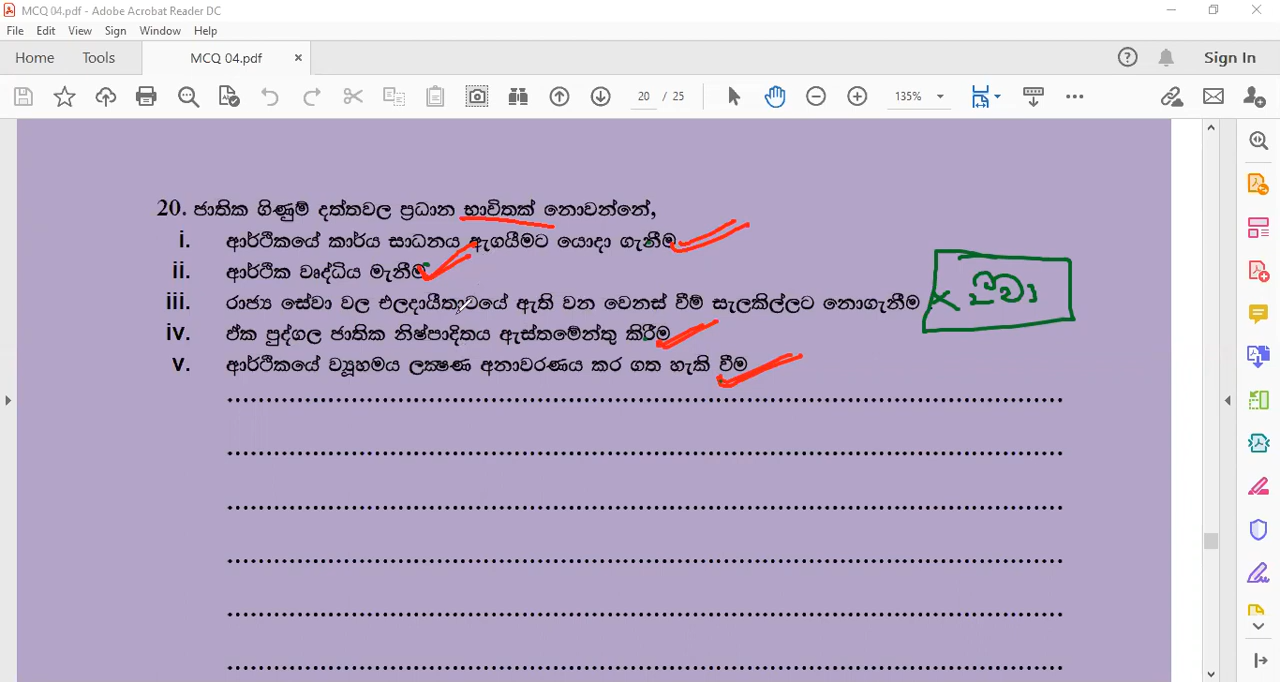 MCQ 04.pdf - Adobe Acrobat Reader DC
File Edit View Sign Window Help
Home Tools MCQ 04.pdf × Sign In
20 / 25 135%
20. ජාතික ගිණුම් දත්තවල ප්‍රධාන භාවිතක් නොවන්නේ,
i. ආර්ථිකයේ කාර්ය සාධනය ඇගයීමට යොදා ගැනීම
ii. ආර්ථික වෘද්ධිය මැනීම
iii. රාජ්‍ය සේවා වල ඵලදායීතාවයේ ඇති වන වෙනස් වීම් සැලකිල්ලට නොගැනීම
iv. ඒක පුද්ගල ජාතික නිෂ්පාදිතය ඇස්තමේන්තු කිරීම
v. ආර්ථිකයේ ව්‍යුහමය ලක්‍ෂණ අනාවරණය කර ගත හැකි වීම